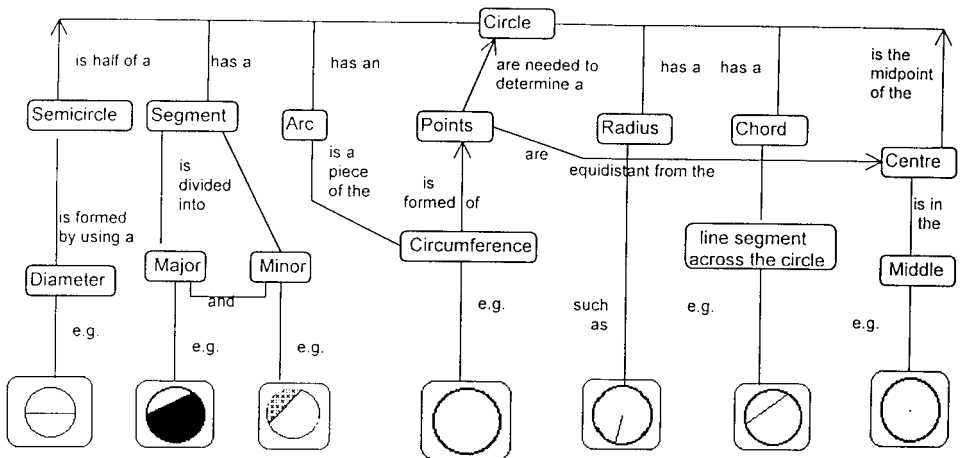 Circle
is half of a
has a
has an
are needed to
determine a
has a
has a
is the
midpoint
of the
Semicircle
Segment
Arc
Points
Radius
Chord
are
equidistant from the
Centre
is
divided
into
is a
piece
of the
is
formed of
is in
the
is formed
by using a
Circumference
line segment
across the circle
Diameter
Major
Minor
Middle
and
e.g.
e.g.
e.g.
e.g.
such
as
e.g.
e.g.